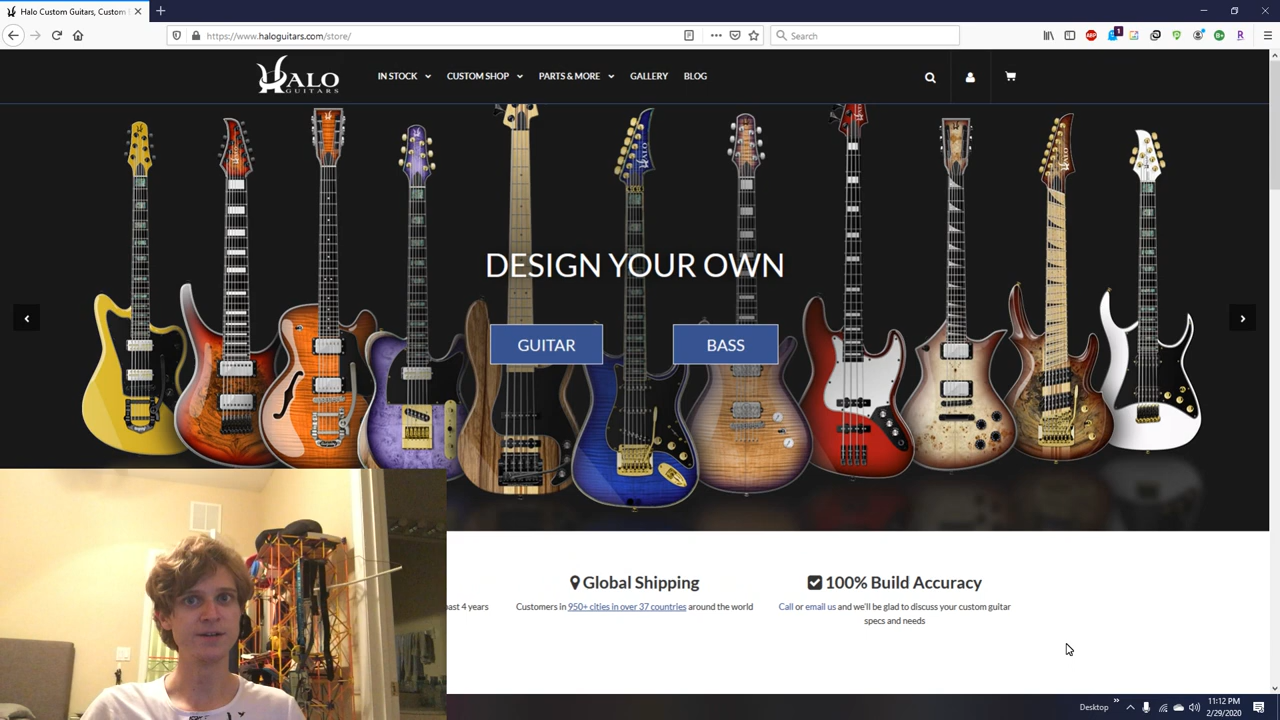 Halo Custom Guitars, Custom
https://www.haloguitars.com/store/
Search
1
HALO
GUITARS
IN STOCK
CUSTOM SHOP
PARTS & MORE
GALLERY
BLOG
DESIGN YOUR OWN
GUITAR
BASS
Global Shipping
100% Build Accuracy
ast 4 years
Customers in 950+ cities in over 37 countries around the world
Call or email us and we'll be glad to discuss your custom guitar
specs and needs
Desktop
11:12 PM
2/29/2020